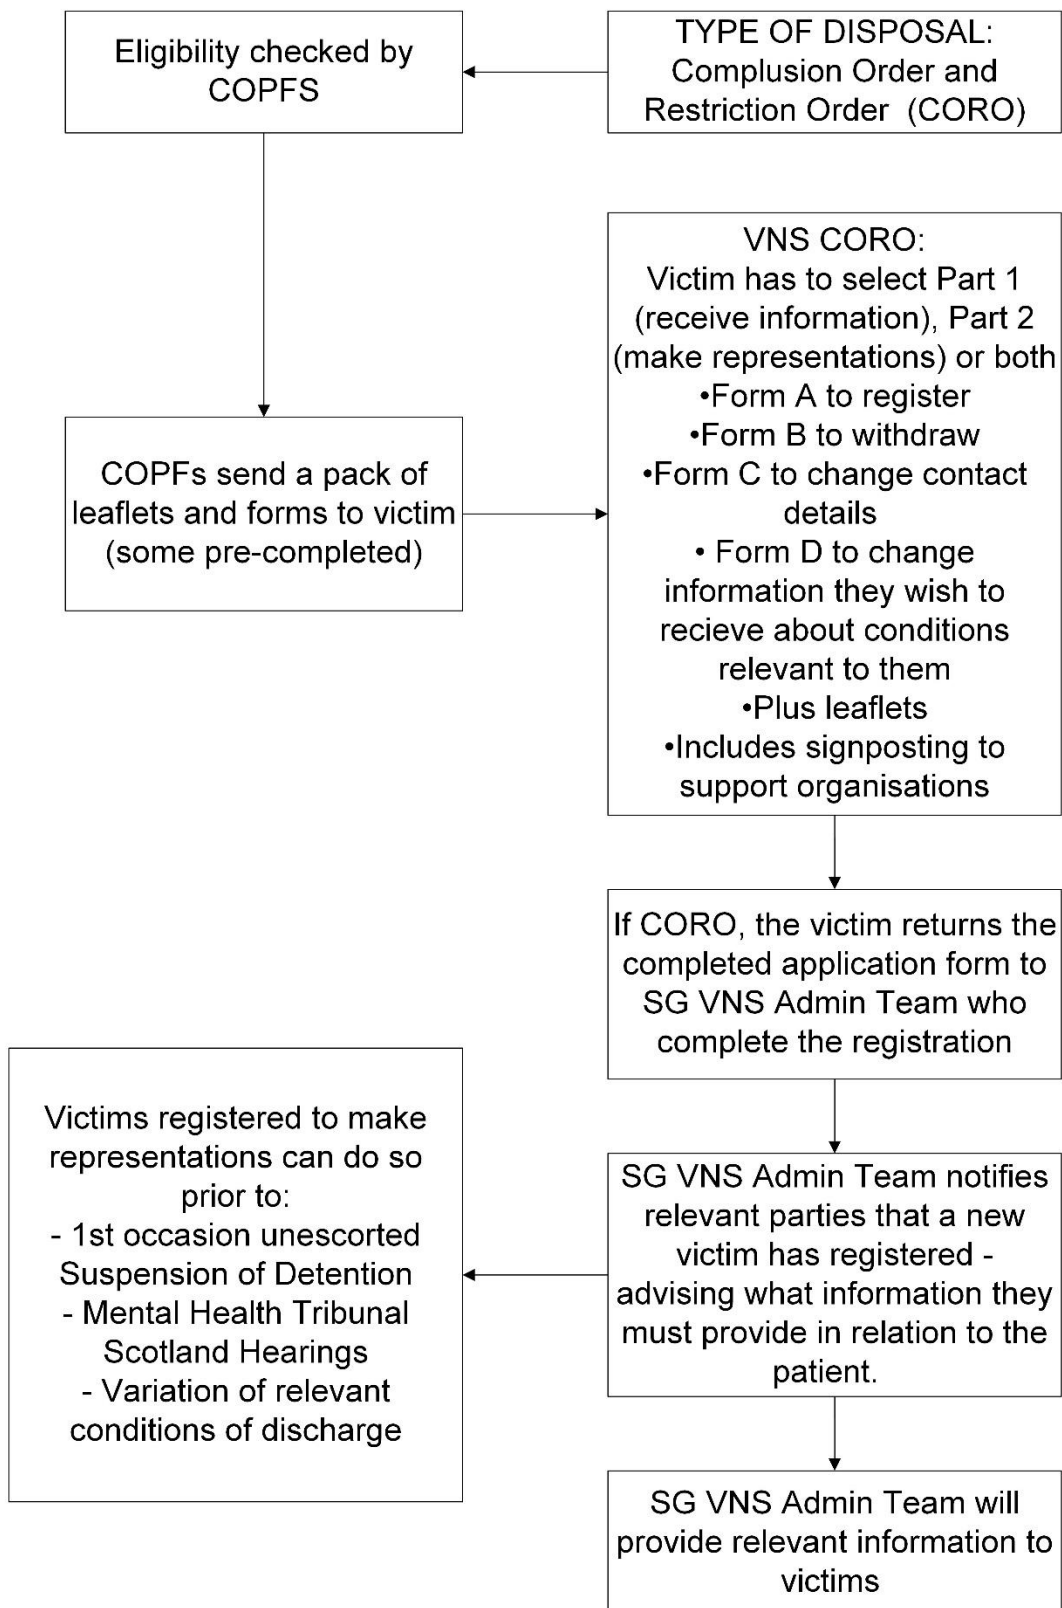 TYPE OF DISPOSAL:
Complusion Order and
Restriction Order  (CORO)
Eligibility checked by
COPFS
COPFs send a pack of
leaflets and forms to victim
(some pre-completed)
VNS CORO:
Victim has to select Part 1
(receive information), Part 2
(make representations) or both
•Form A to register
•Form B to withdraw
•Form C to change contact
details
• Form D to change
information they wish to
recieve about conditions
relevant to them
•Plus leaflets
•Includes signposting to
support organisations
If CORO, the victim returns the
completed application form to
SG VNS Admin Team who
complete the registration
SG VNS Admin Team notifies
relevant parties that a new
victim has registered -
advising what information they
must provide in relation to the
patient.
Victims registered to make
representations can do so
prior to:
- 1st occasion unescorted
Suspension of Detention
- Mental Health Tribunal
Scotland Hearings
- Variation of relevant
conditions of discharge
SG VNS Admin Team will
provide relevant information to
victims